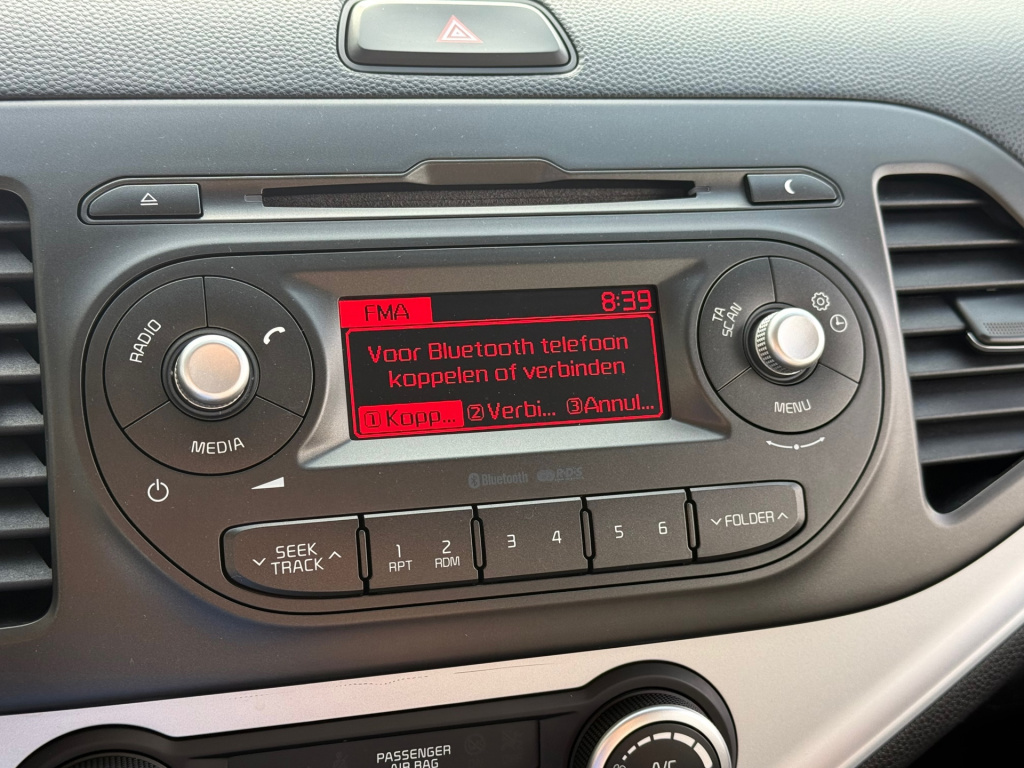 FMA 8:39
Voor Bluetooth telefoon
koppelen of verbinden
1 Kopp... 2 Verbi... 3 Annul...
RADIO
MEDIA
TA
SCAN
MENU
Bluetooth RDS
SEEK
TRACK
1 2
RPT RDM
3 4
5 6
FOLDER
PASSENGER
AIR BAG
A/C